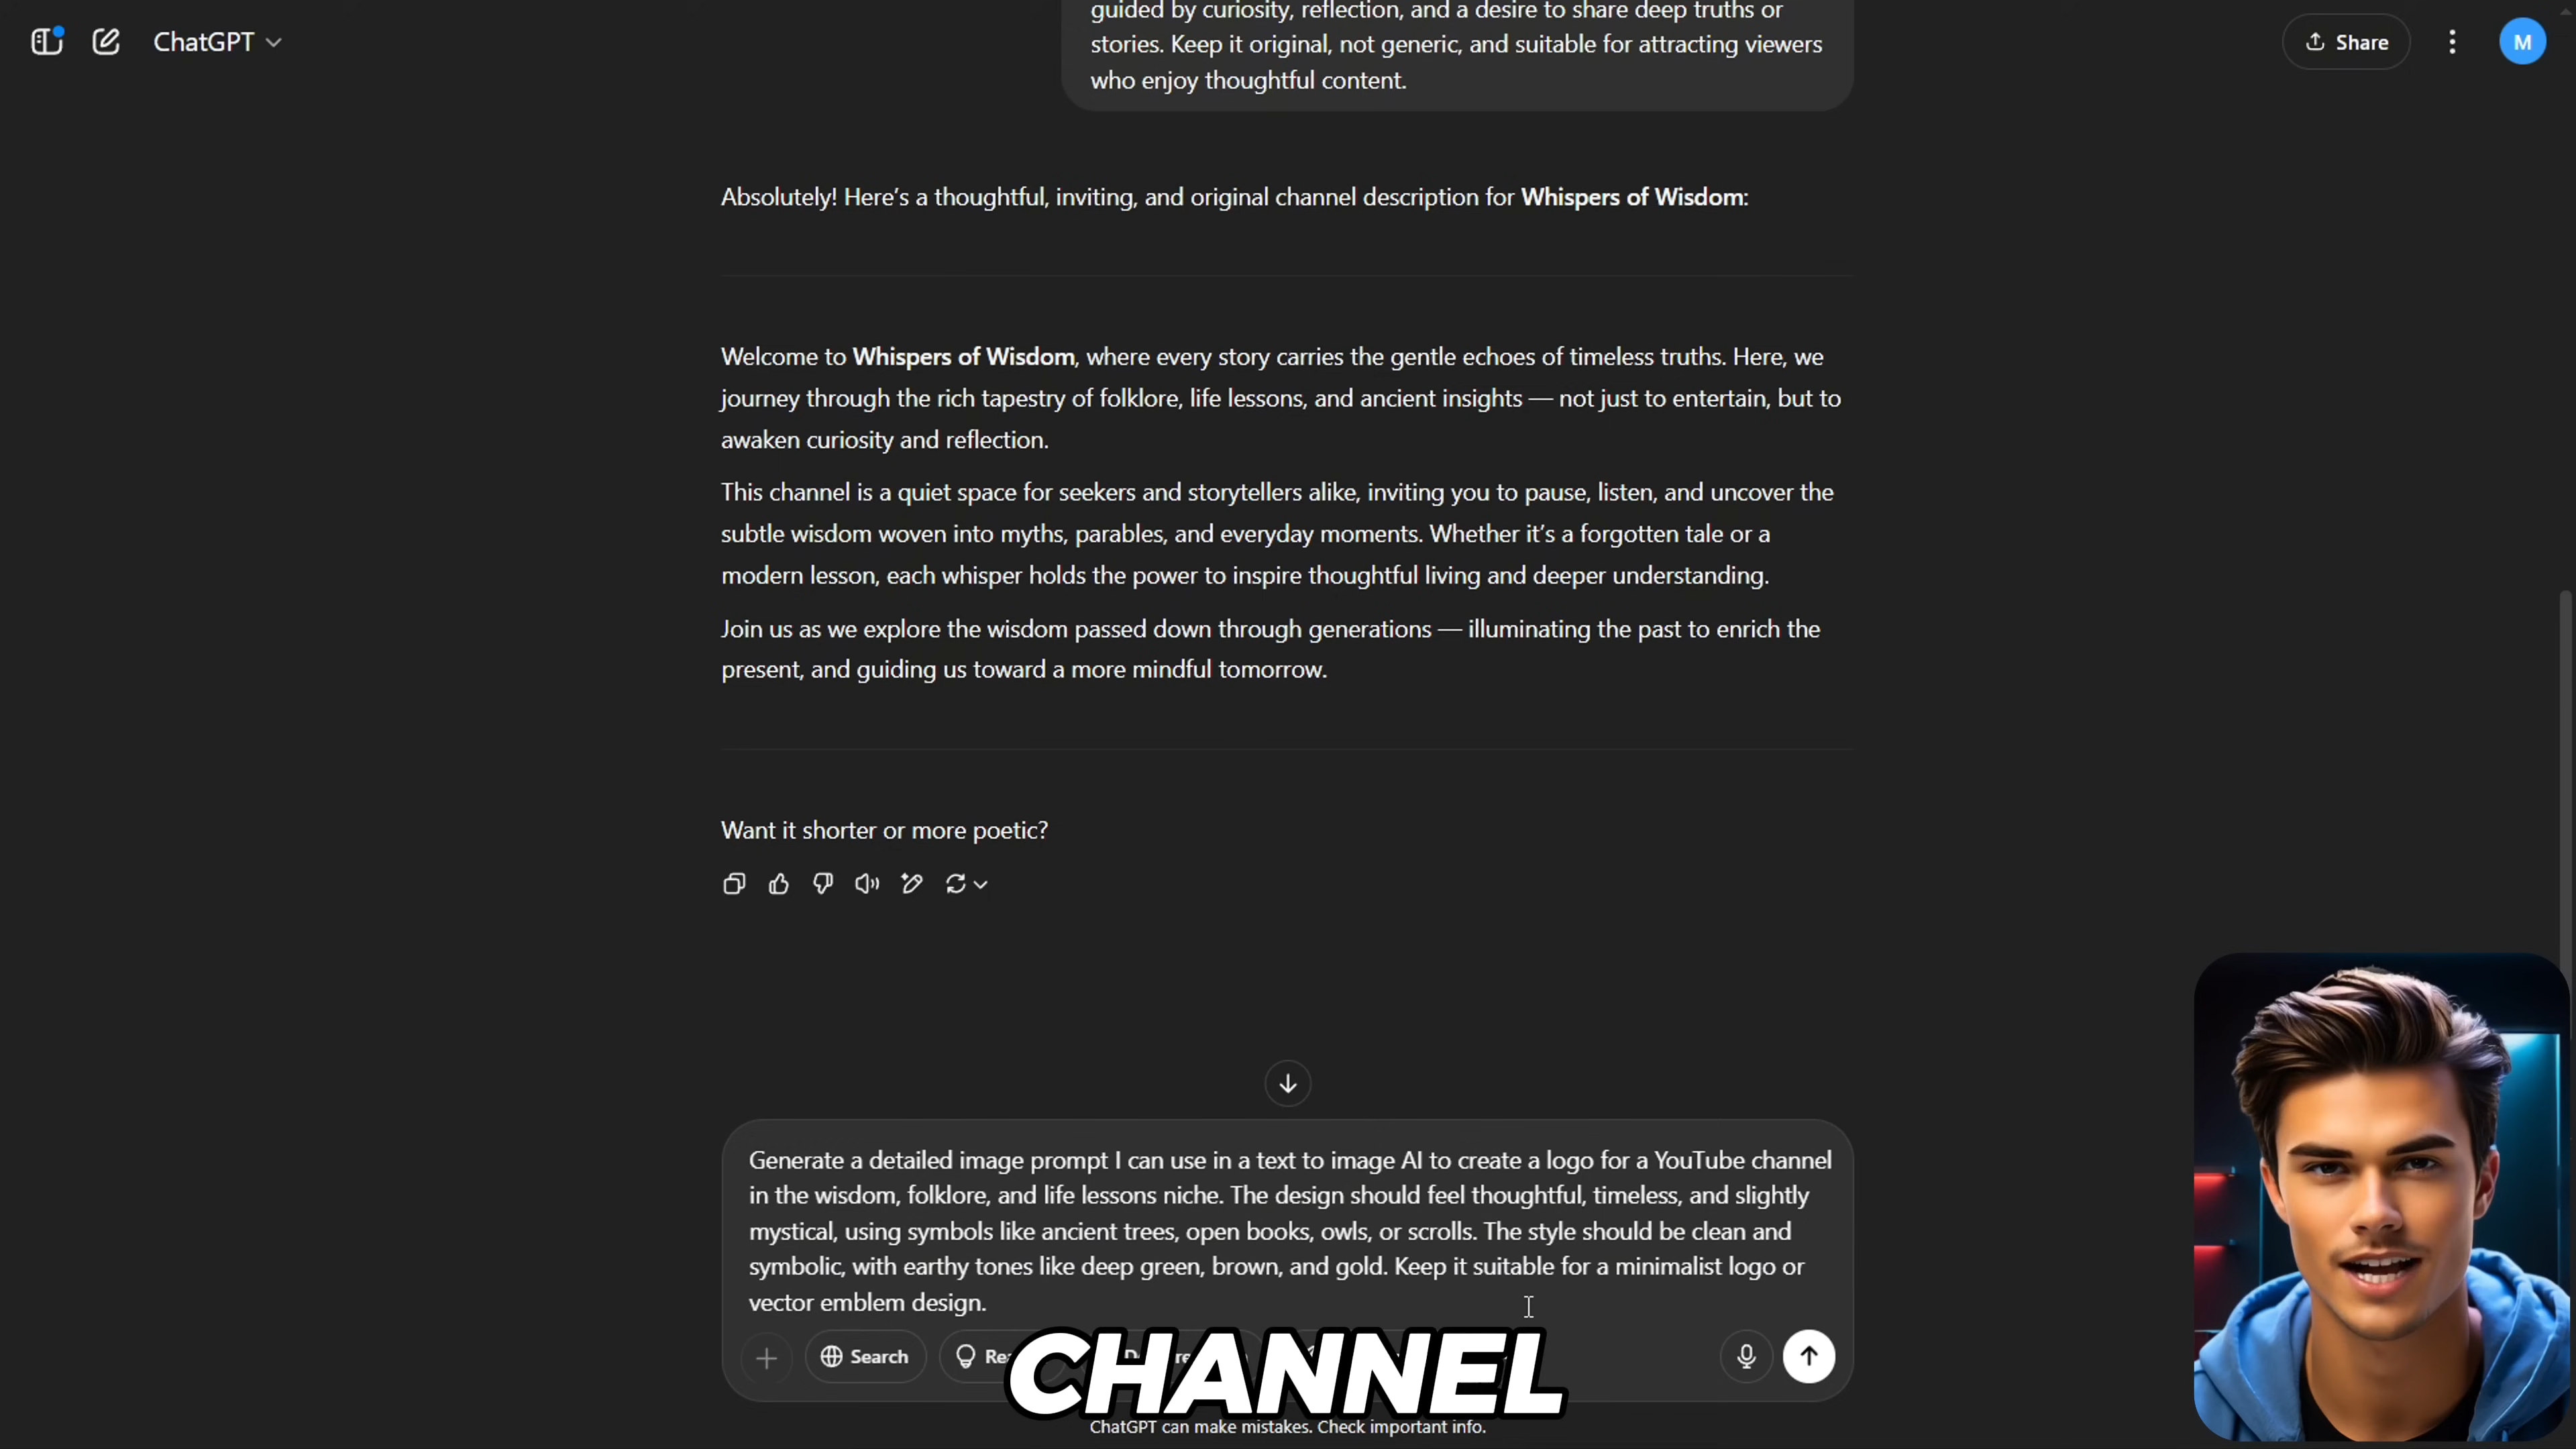 ChatGPT
Share
M
guided by curiosity, reflection, and a desire to share deep truths or
stories. Keep it original, not generic, and suitable for attracting viewers
who enjoy thoughtful content.
Absolutely! Here’s a thoughtful, inviting, and original channel description for Whispers of Wisdom:
Welcome to Whispers of Wisdom, where every story carries the gentle echoes of timeless truths. Here, we
journey through the rich tapestry of folklore, life lessons, and ancient insights — not just to entertain, but to
awaken curiosity and reflection.
This channel is a quiet space for seekers and storytellers alike, inviting you to pause, listen, and uncover the
subtle wisdom woven into myths, parables, and everyday moments. Whether it’s a forgotten tale or a
modern lesson, each whisper holds the power to inspire thoughtful living and deeper understanding.
Join us as we explore the wisdom passed down through generations — illuminating the past to enrich the
present, and guiding us toward a more mindful tomorrow.
Want it shorter or more poetic?
Generate a detailed image prompt I can use in a text to image AI to create a logo for a YouTube channel
in the wisdom, folklore, and life lessons niche. The design should feel thoughtful, timeless, and slightly
mystical, using symbols like ancient trees, open books, owls, or scrolls. The style should be clean and
symbolic, with earthy tones like deep green, brown, and gold. Keep it suitable for a minimalist logo or
vector emblem design.
Search
CHANNEL
ChatGPT can make mistakes. Check important info.